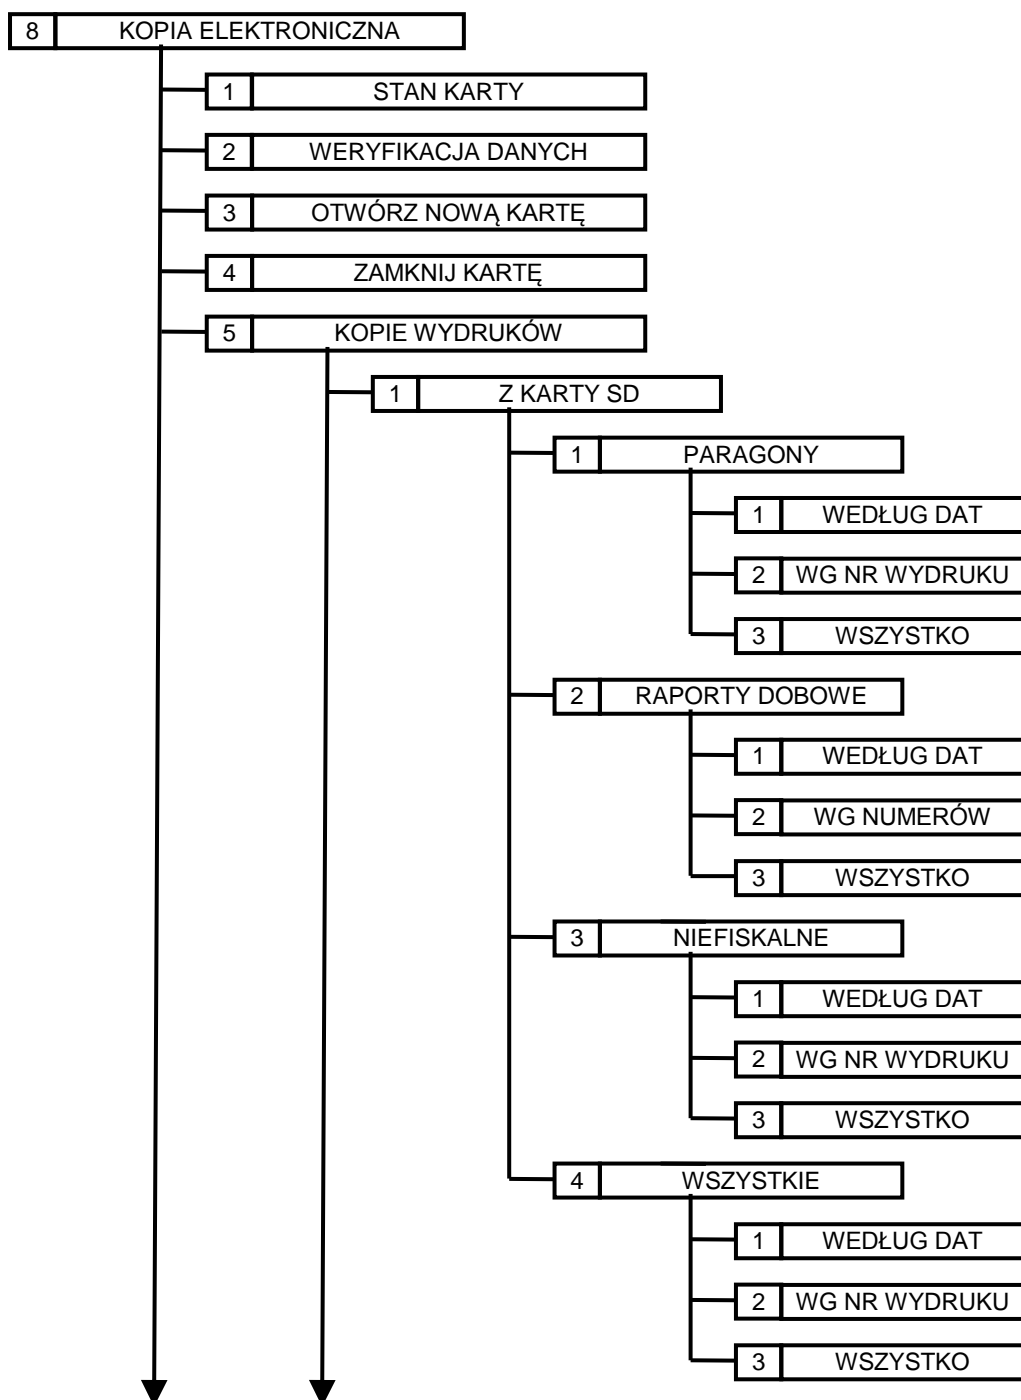 8 KOPIA ELEKTRONICZNA
1 STAN KARTY
2 WERYFIKACJA DANYCH
3 OTWÓRZ NOWĄ KARTĘ
4 ZAMKNIJ KARTĘ
5 KOPIE WYDRUKÓW
1 Z KARTY SD
1 PARAGONY
1 WEDŁUG DAT
2 WG NR WYDRUKU
3 WSZYSTKO
2 RAPORTY DOBOWE
1 WEDŁUG DAT
2 WG NUMERÓW
3 WSZYSTKO
3 NIEFISKALNE
1 WEDŁUG DAT
2 WG NR WYDRUKU
3 WSZYSTKO
4 WSZYSTKIE
1 WEDŁUG DAT
2 WG NR WYDRUKU
3 WSZYSTKO